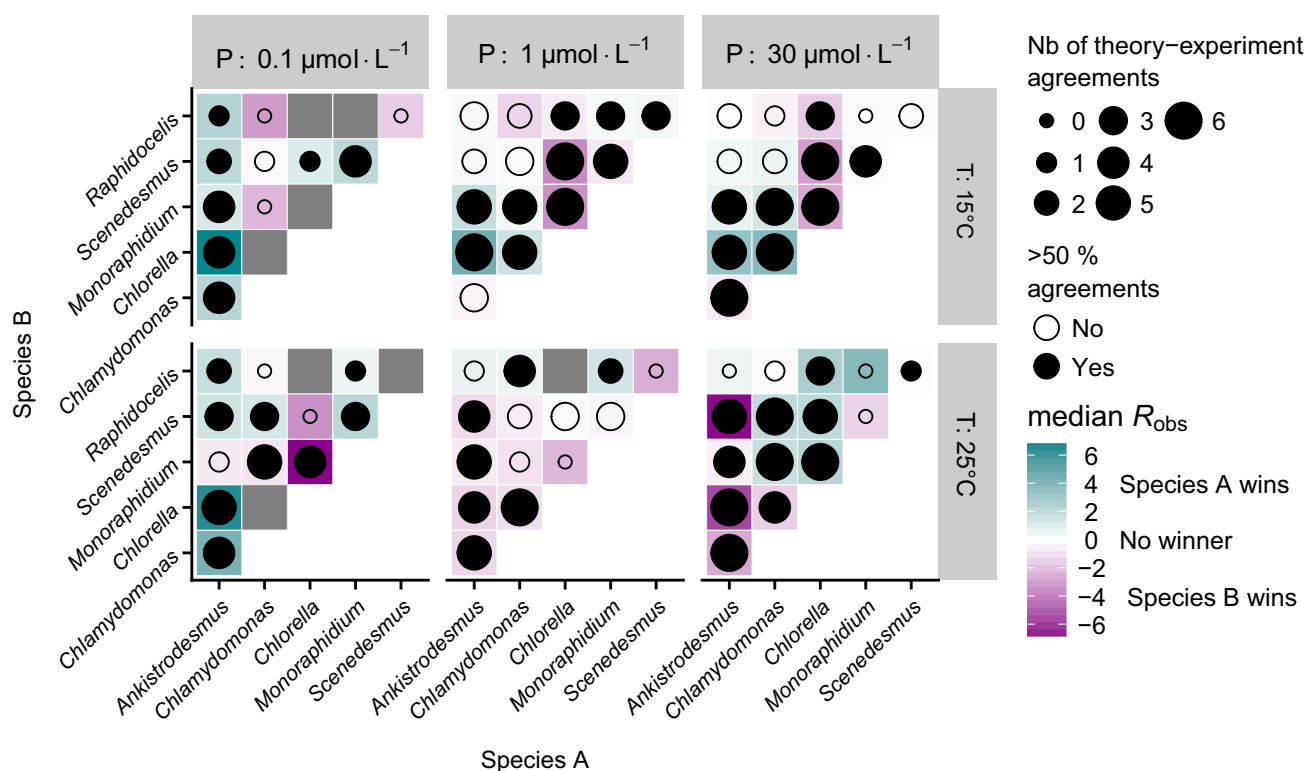 P: 0.1 µmol · L⁻¹
P: 1 µmol · L⁻¹
P: 30 µmol · L⁻¹
Raphidocelis
Scenedesmus
Monoraphidium
Chlorella
Chlamydomonas
T: 15°C
Raphidocelis
Scenedesmus
Monoraphidium
Chlorella
Chlamydomonas
T: 25°C
Species B
Ankistrodesmus
Chlamydomonas
Chlorella
Monoraphidium
Scenedesmus
Ankistrodesmus
Chlamydomonas
Chlorella
Monoraphidium
Scenedesmus
Ankistrodesmus
Chlamydomonas
Chlorella
Monoraphidium
Scenedesmus
Species A
Nb of theory−experiment
agreements
0 3 6
1 4
2 5
>50 %
agreements
No
Yes
median Robs
6
4 Species A wins
2
0 No winner
−2
−4 Species B wins
−6